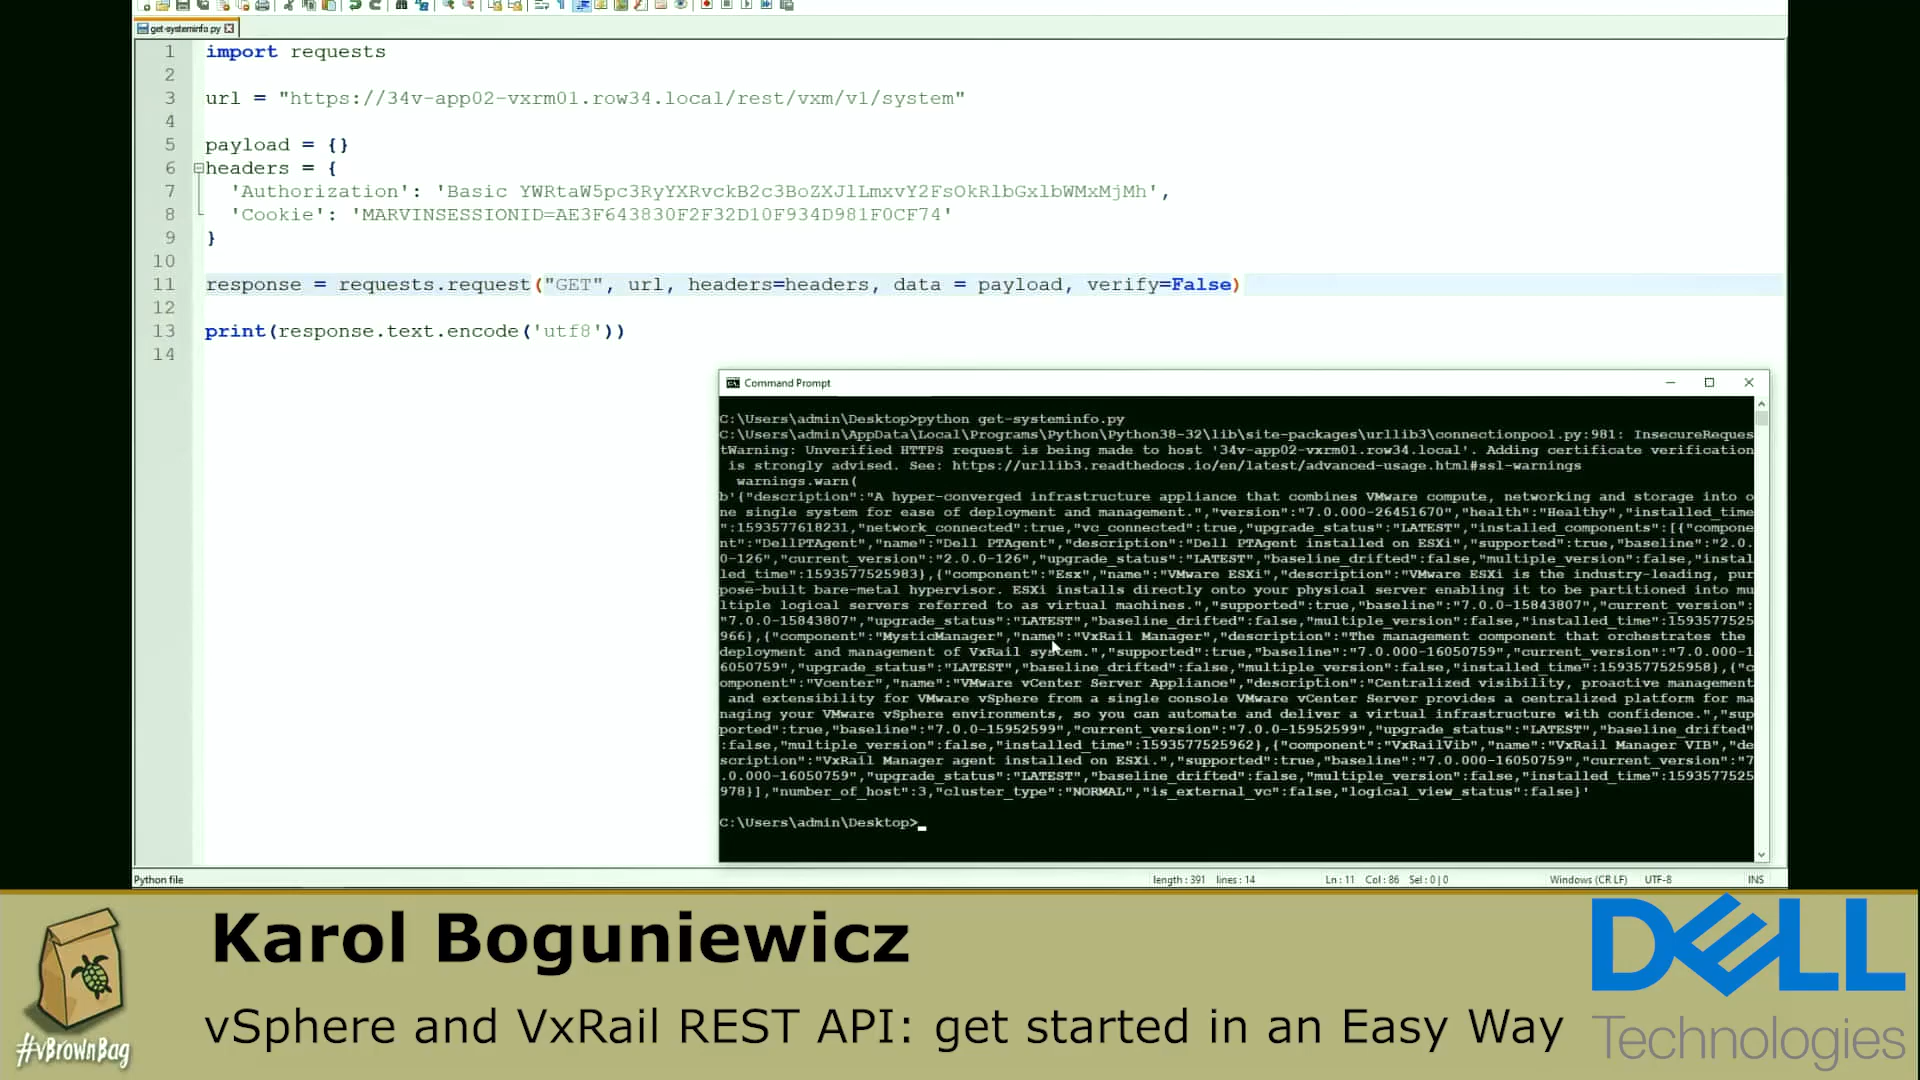 get-systeminfo.py
1 import requests
2
3 url = "https://34v-app02-vxrm01.row34.local/rest/vxm/v1/system"
4
5 payload = {}
6 headers = {
7 'Authorization': 'Basic YWRtaW5pc3RyYXRvckB2c3BoZXJlLmxvY2FsOkRlbGxlbWMxMjMh',
8 'Cookie': 'MARVINSESSIONID=AE3F643830F2F32D10F934D981F0CF74'
9 }
10
11 response = requests.request("GET", url, headers=headers, data = payload, verify=False)
12
13 print(response.text.encode('utf8'))
14
Command Prompt
C:\Users\admin\Desktop>python get-systeminfo.py
C:\Users\admin\AppData\Local\Programs\Python\Python38-32\lib\site-packages\urllib3\connectionpool.py:981: InsecureReques
tWarning: Unverified HTTPS request is being made to host '34v-app02-vxrm01.row34.local'. Adding certificate verification
is strongly advised. See: https://urllib3.readthedocs.io/en/latest/advanced-usage.html#ssl-warnings
warnings.warn(
b'{"description":"A hyper-converged infrastructure appliance that combines VMware compute, networking and storage into o
ne single system for ease of deployment and management.","version":"7.0.000-26451670","health":"Healthy","installed_time
":1593577618231,"network_connected":true,"vc_connected":true,"upgrade_status":"LATEST","installed_components":[{"compone
nt":"DellPTAgent","name":"Dell PTAgent","description":"Dell PTAgent installed on ESXi","supported":true,"baseline":"2.0.
0-126","current_version":"2.0.0-126","upgrade_status":"LATEST","baseline_drifted":false,"multiple_version":false,"instal
led_time":1593577525983},{"component":"Esx","name":"VMware ESXi","description":"VMware ESXi is the industry-leading, pur
pose-built bare-metal hypervisor. ESXi installs directly onto your physical server enabling it to be partitioned into mu
ltiple logical servers referred to as virtual machines.","supported":true,"baseline":"7.0.0-15843807","current_version":
"7.0.0-15843807","upgrade_status":"LATEST","baseline_drifted":false,"multiple_version":false,"installed_time":1593577525
966},{"component":"MysticManager","name":"VxRail Manager","description":"The management component that orchestrates the
deployment and management of VxRail system.","supported":true,"baseline":"7.0.000-16050759","current_version":"7.0.000-1
6050759","upgrade_status":"LATEST","baseline_drifted":false,"multiple_version":false,"installed_time":1593577525958},{"c
omponent":"Vcenter","name":"VMware vCenter Server Appliance","description":"Centralized visibility, proactive management
and extensibility for VMware vSphere from a single console VMware vCenter Server provides a centralized platform for ma
naging your VMware vSphere environments, so you can automate and deliver a virtual infrastructure with confidence.","sup
ported":true,"baseline":"7.0.0-15952599","current_version":"7.0.0-15952599","upgrade_status":"LATEST","baseline_drifted"
:false,"multiple_version":false,"installed_time":1593577525962},{"component":"VxRailVib","name":"VxRail Manager VIB","de
scription":"VxRail Manager agent installed on ESXi.","supported":true,"baseline":"7.0.000-16050759","current_version":"7
.0.000-16050759","upgrade_status":"LATEST","baseline_drifted":false,"multiple_version":false,"installed_time":1593577525
978}],"number_of_host":3,"cluster_type":"NORMAL","is_external_vc":false,"logical_view_status":false}'
C:\Users\admin\Desktop>
Python file length : 391 lines : 14 Ln : 11 Col : 86 Sel : 0 | 0 Windows (CR LF) UTF-8 INS
Karol Boguniewicz
vSphere and VxRail REST API: get started in an Easy Way
#vBrownBag
DELL
Technologies